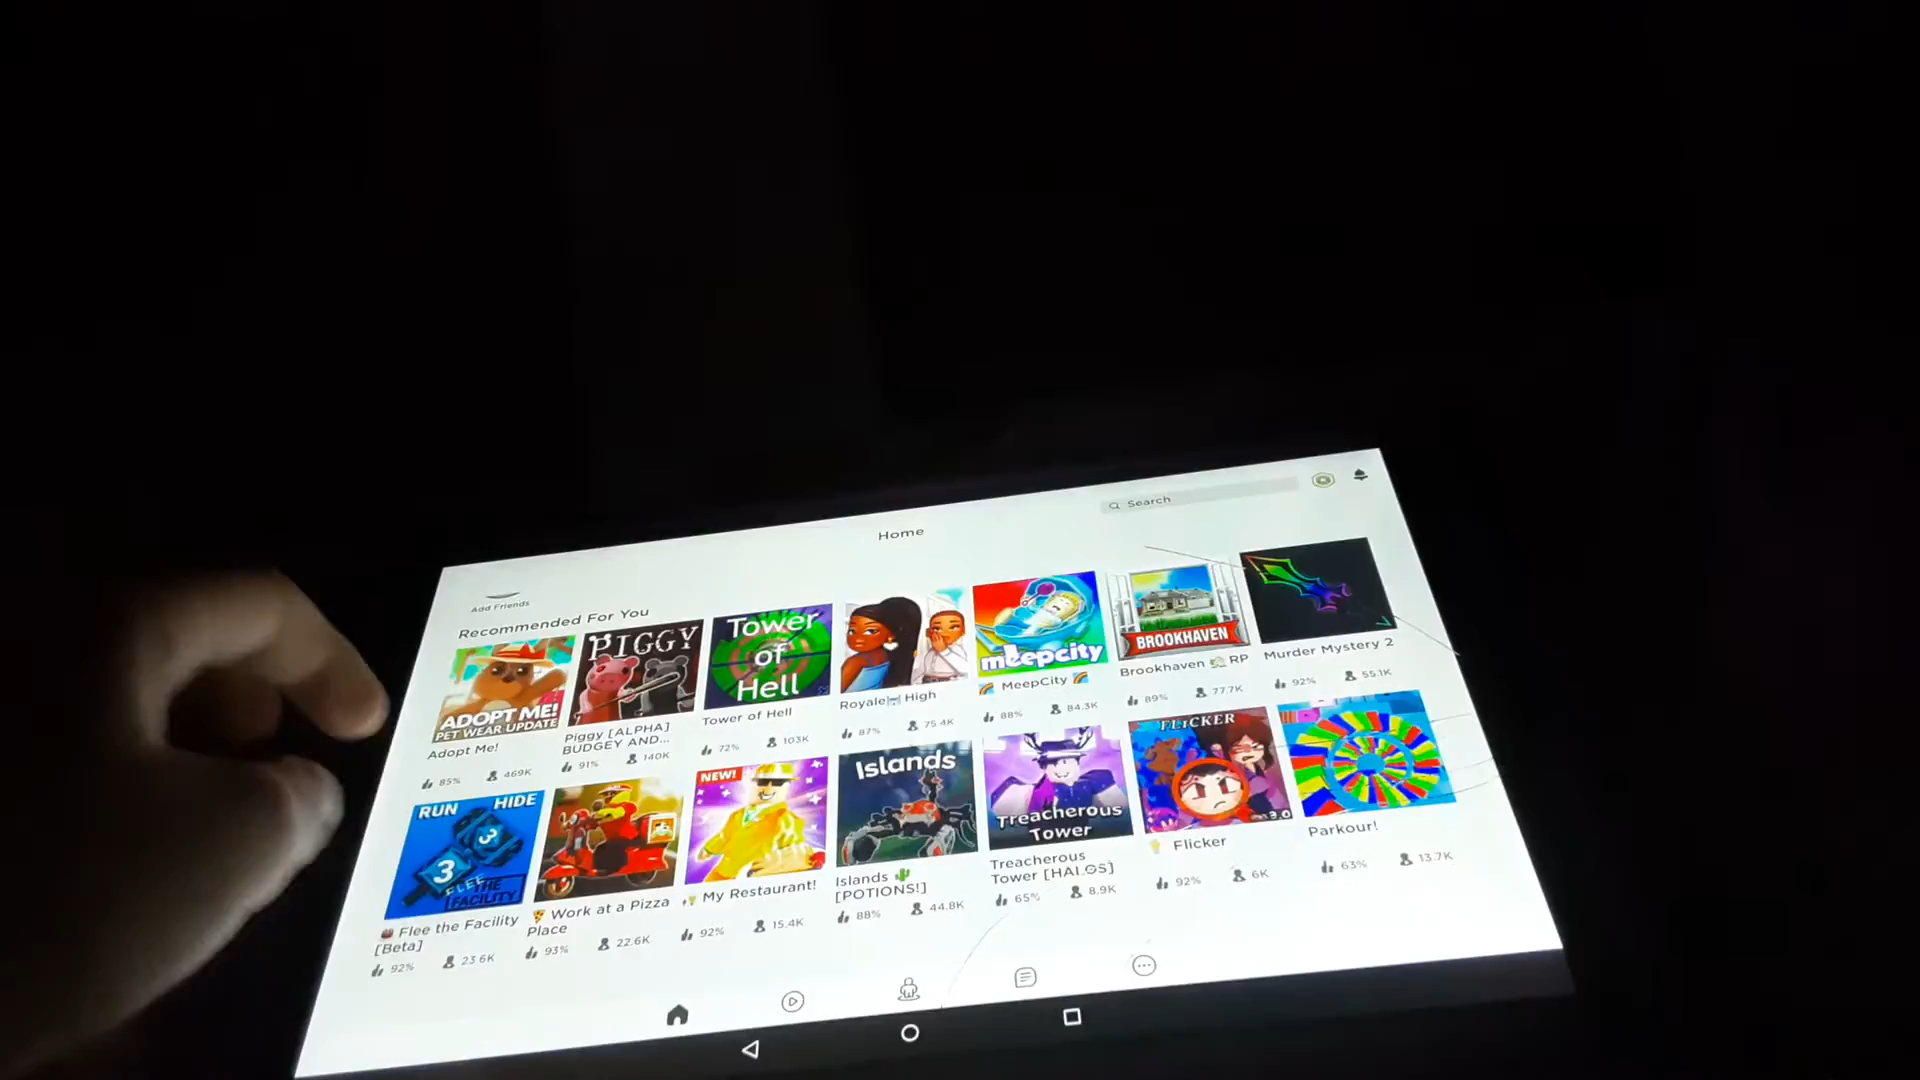 Search
Home
Add Friends
Recommended For You
ADOPT ME!
PET WEAR UPDATE
Adopt Me!
85% 469K
PIGGY
Piggy [ALPHA]
BUDGEY AND...
91% 140K
Tower
of
Hell
Tower of Hell
72% 103K
Royale High
87% 75.4K
meepcity
MeepCity
88% 84.3K
BROOKHAVEN
Brookhaven RP
89% 77.7K
Murder Mystery 2
92% 55.1K
RUN HIDE
3
3
FLEE
THE
FACILITY
Flee the Facility
[Beta]
92% 23.6K
Work at a Pizza
Place
93% 22.6K
NEW!
My Restaurant!
92% 15.4K
Islands
Islands
[POTIONS!]
88% 44.8K
Treacherous
Tower
Treacherous
Tower [HALOS]
65% 8.9K
FLICKER
3.0
Flicker
92% 6K
Parkour!
63% 13.7K